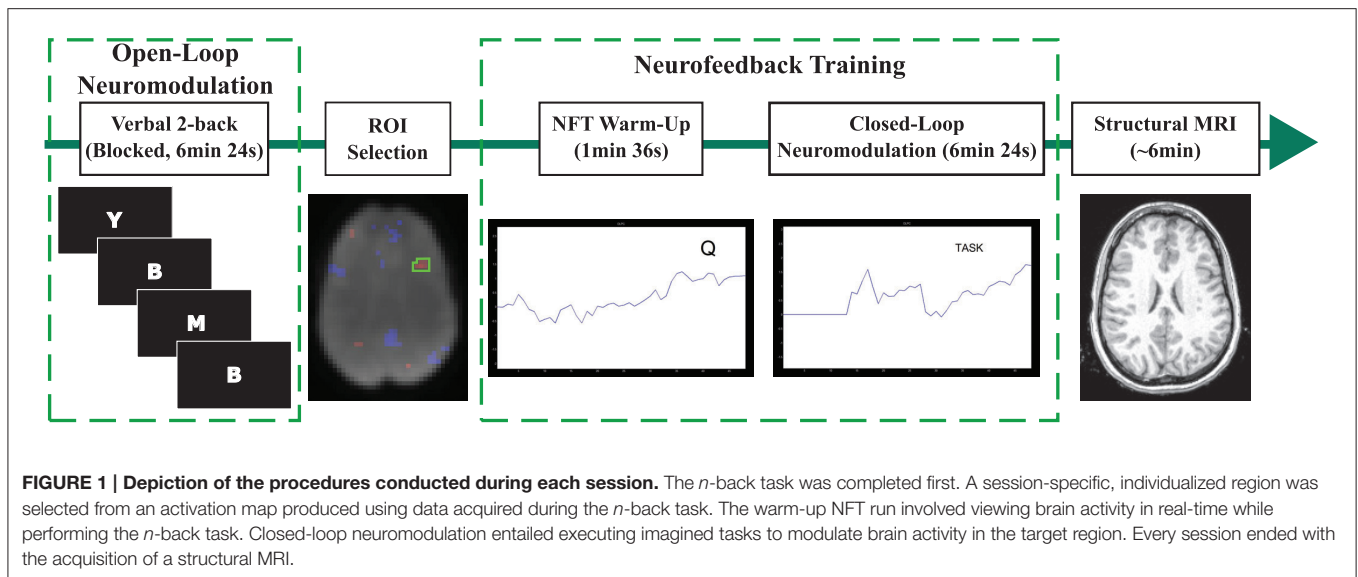 Open-Loop
Neuromodulation
Verbal 2-back
(Blocked, 6min 24s)
ROI
Selection
Neurofeedback Training
NFT Warm-Up
(1min 36s)
Closed-Loop
Neuromodulation (6min 24s)
Structural MRI
(~6min)
Y
B
M
B
Q
TASK
FIGURE 1 | Depiction of the procedures conducted during each session. The n-back task was completed first. A session-specific, individualized region was
selected from an activation map produced using data acquired during the n-back task. The warm-up NFT run involved viewing brain activity in real-time while
performing the n-back task. Closed-loop neuromodulation entailed executing imagined tasks to modulate brain activity in the target region. Every session ended with
the acquisition of a structural MRI.